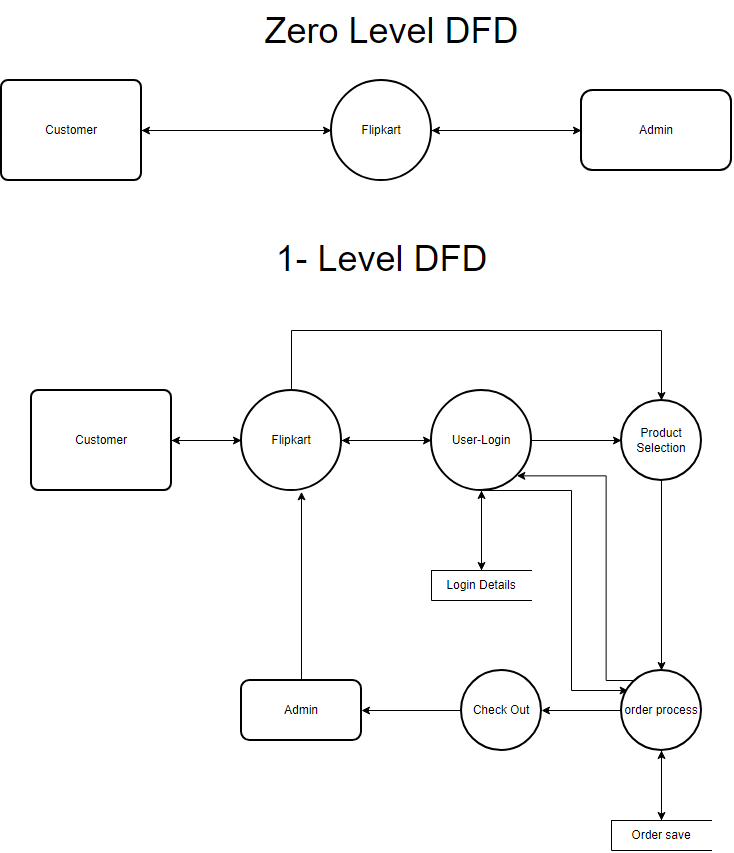 Zero Level DFD
Customer
Flipkart
Admin
1- Level DFD
Customer
Flipkart
User-Login
Product
Selection
Login Details
Admin
Check Out
order process
Order save